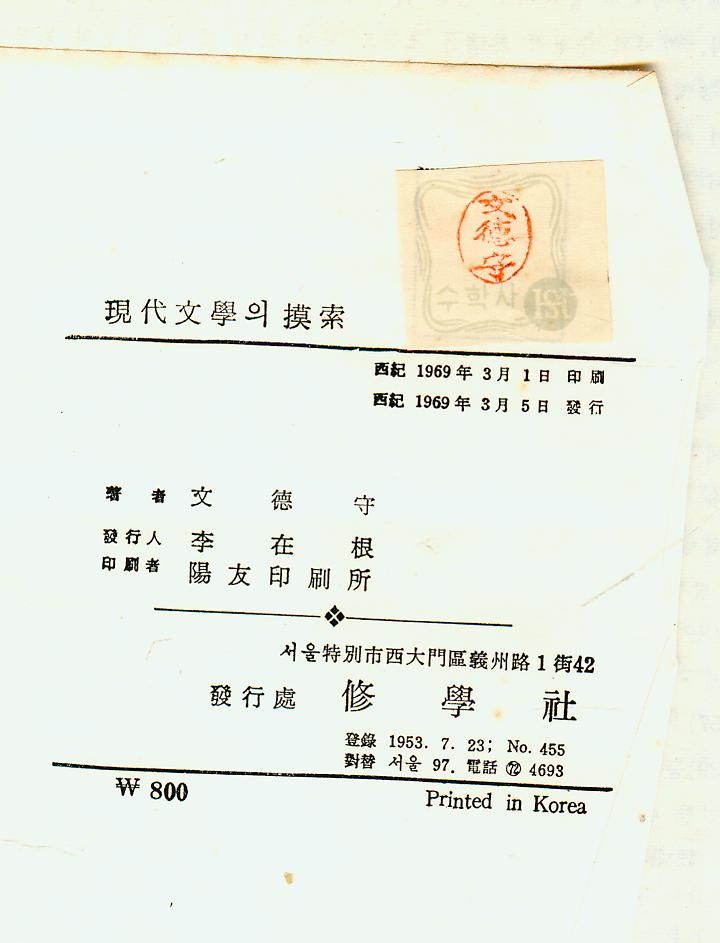 文德守
수학사
現代文學의 摸索
西紀 1969年 3月 1日 印刷
西紀 1969年 3月 5日 發行
著者 文德守
發行人 李在根
印刷者 陽友印刷所
서울特別市西大門區義州路 1 街42
發行處 修學社
登錄 1953. 7. 23; No. 455
對替 서울 97. 電話 ㊆ 4693
₩ 800
Printed in Korea